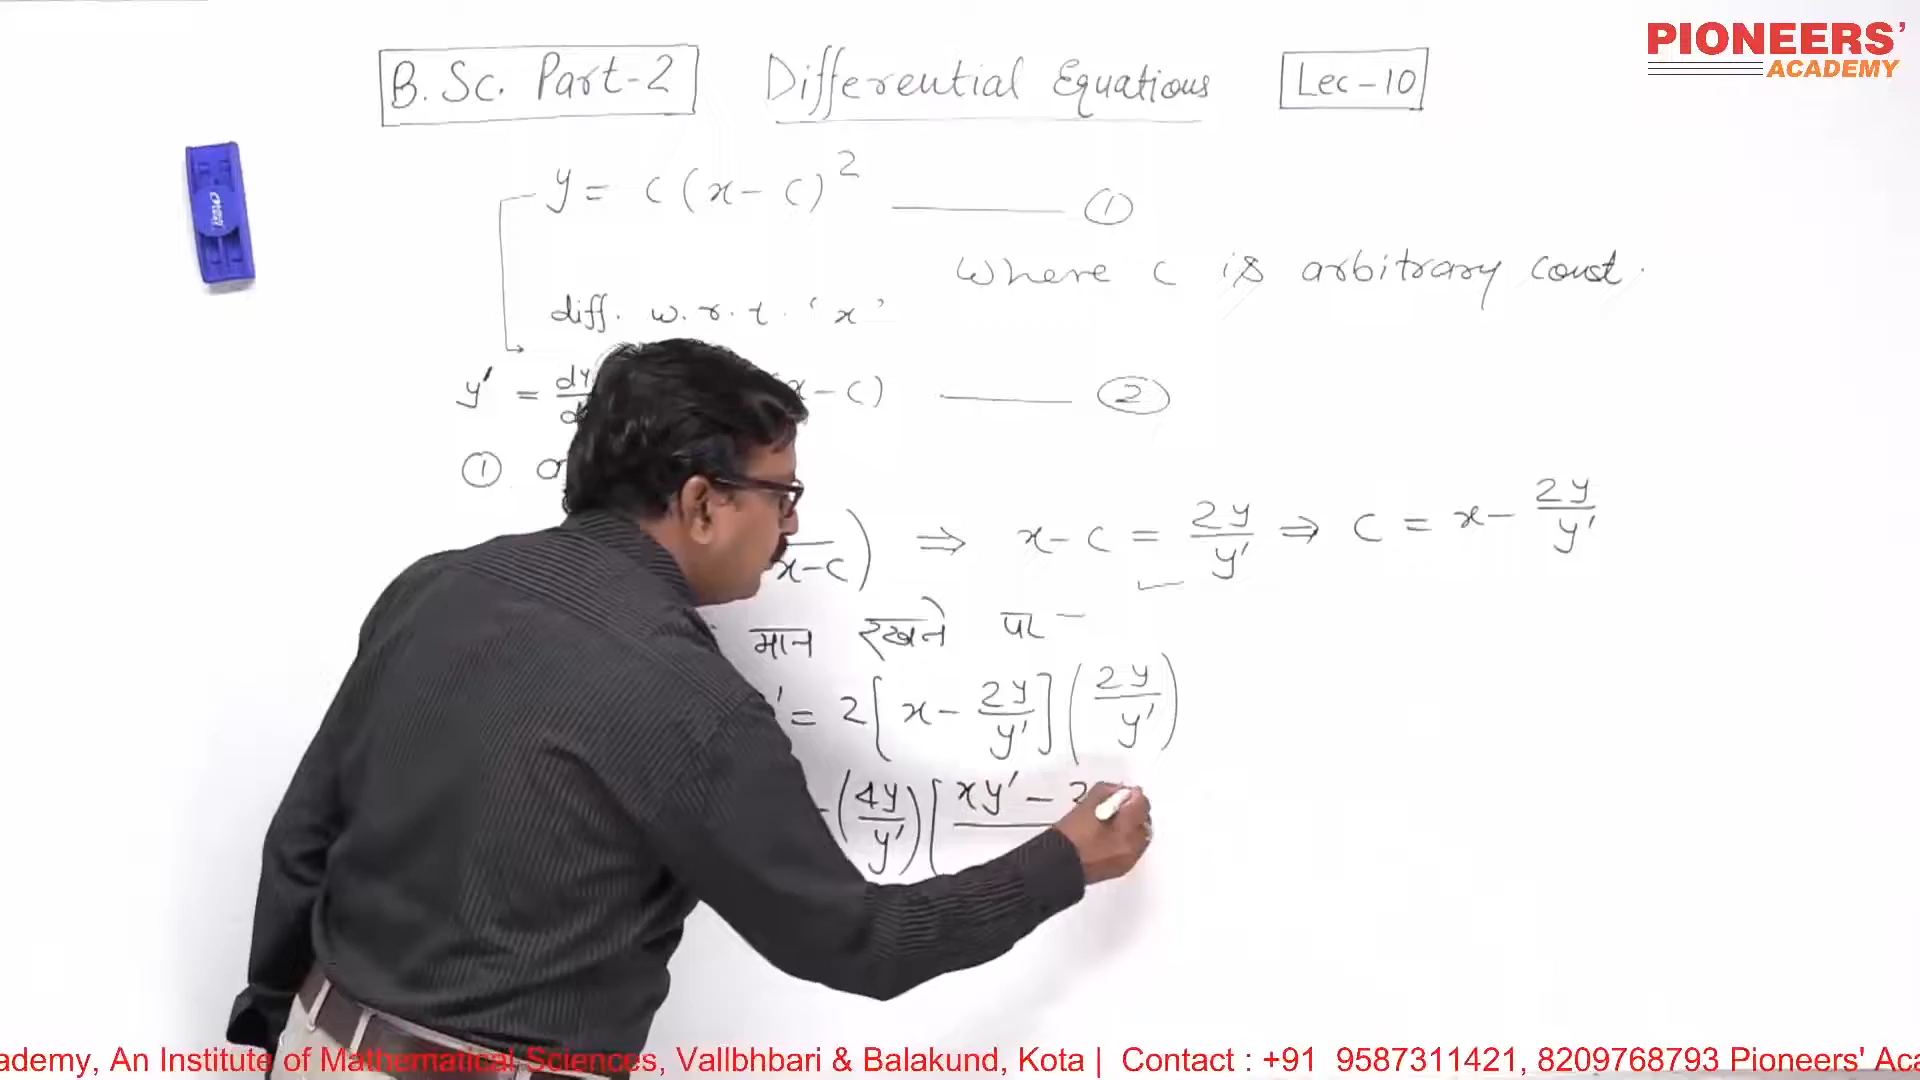 PIONEERS’
ACADEMY
B. Sc. Part-2 Differential Equations Lec-10
y = c(x-c)² ——— ①
where c is arbitrary const.
diff. w.r.t. 'x'
y' = x-c) ——— ②
①
x-c) ⇒ x-c = 2y/y' ⇒ c = x- 2y/y'
मान रखने पर -
' = 2[x- 2y/y'](2y/y')
(4y/y')[xy' - 2
ademy, An Institute of Mathematical Sciences, Vallbhbari & Balakund, Kota | Contact : +91 9587311421, 8209768793 Pioneers' Aca